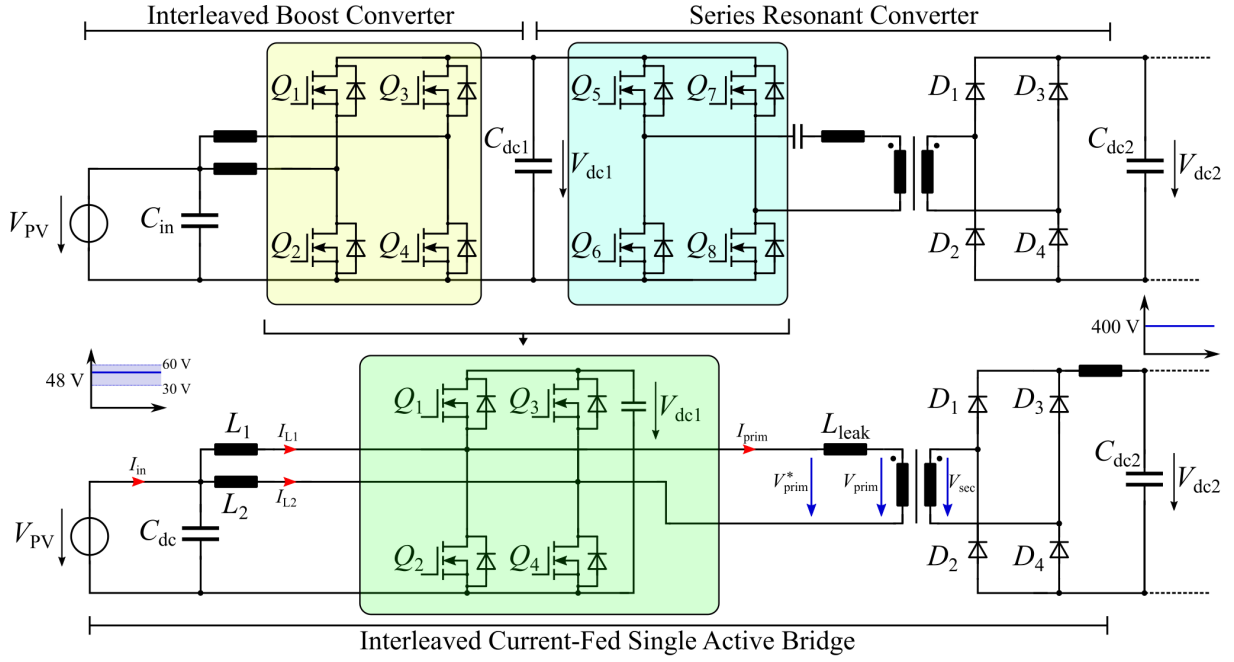 Interleaved Boost Converter
Series Resonant Converter
Q1
Q3
Q5
Q7
D1
D3
Cdc1
Vdc1
Cdc2
Vdc2
VPV
Cin
Q2
Q4
Q6
Q8
D2
D4
400 V
48 V
60 V
30 V
Q1
Q3
Vdc1
D1
D3
L1
IL1
Iprim
Lleak
Iin
IL2
L2
V*prim
Vprim
Vsec
Cdc2
Vdc2
VPV
Cdc
Q2
Q4
D2
D4
Interleaved Current-Fed Single Active Bridge